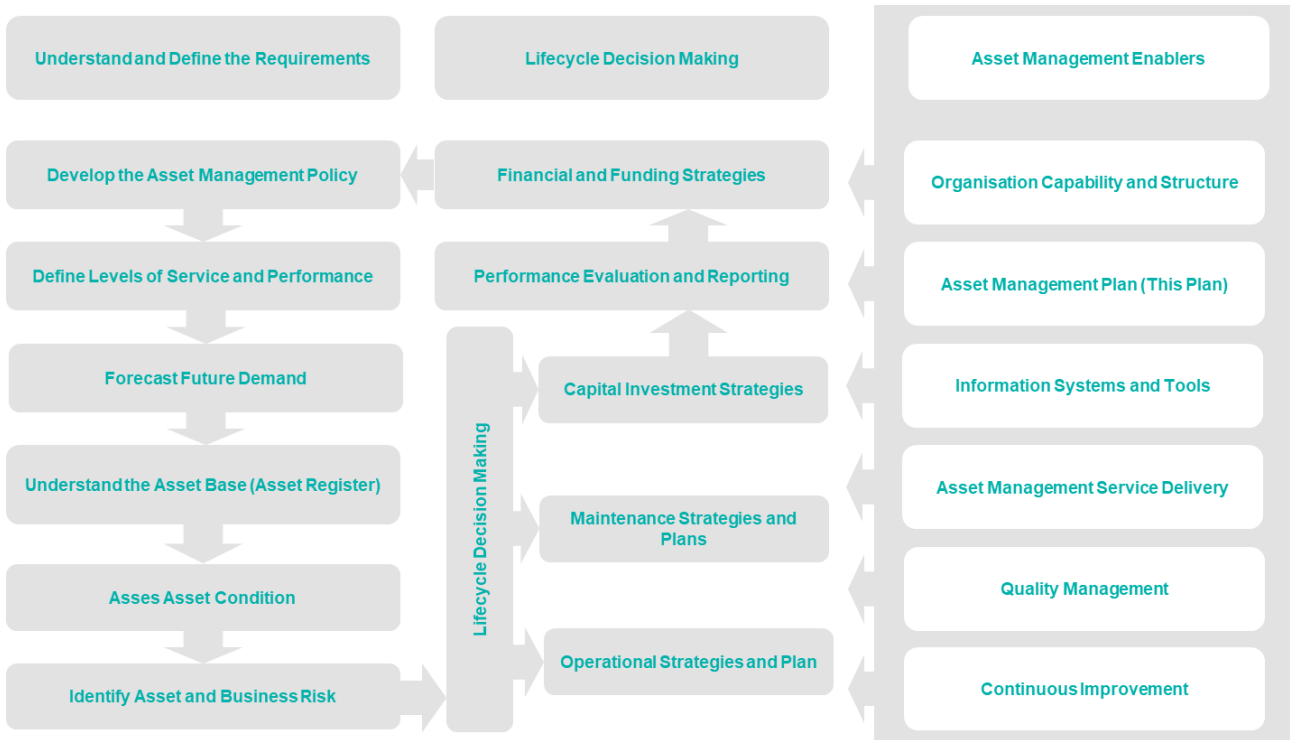 Understand and Define the Requirements
Develop the Asset Management Policy
Define Levels of Service and Performance
Forecast Future Demand
Understand the Asset Base (Asset Register)
Asses Asset Condition
Identify Asset and Business Risk
Lifecycle Decision Making
Financial and Funding Strategies
Performance Evaluation and Reporting
Lifecycle Decision Making
Capital Investment Strategies
Maintenance Strategies and
Plans
Operational Strategies and Plan
Asset Management Enablers
Organisation Capability and Structure
Asset Management Plan (This Plan)
Information Systems and Tools
Asset Management Service Delivery
Quality Management
Continuous Improvement